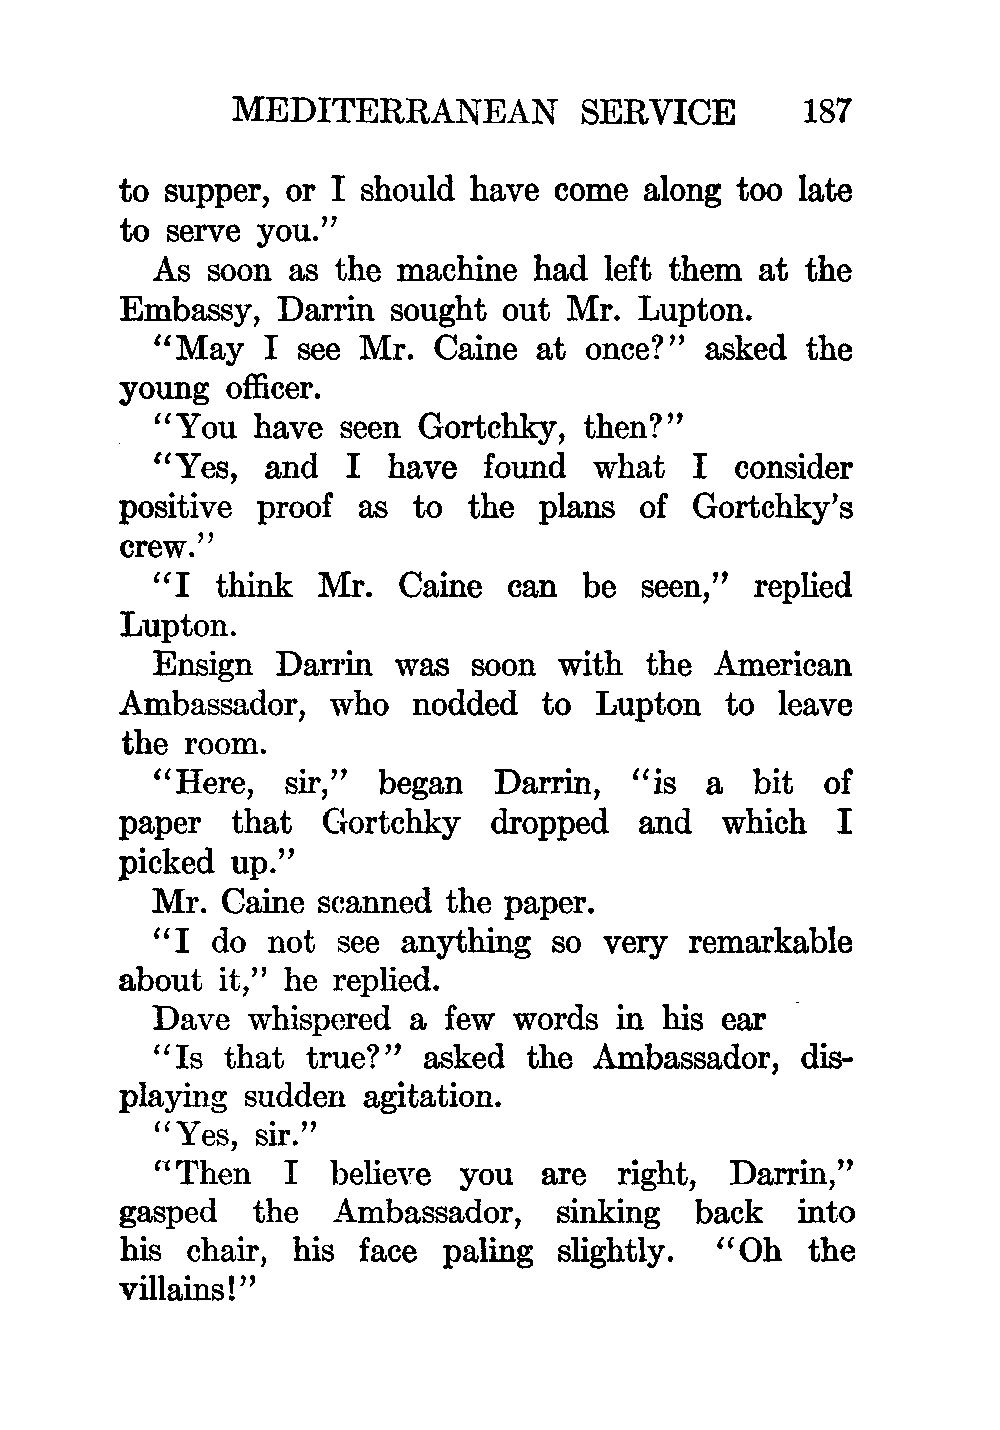 MEDITERRANEAN SERVICE 187
to supper, or I should have come along too late
to serve you."
As soon as the machine had left them at the
Embassy, Darrin sought out Mr. Lupton.
"May I see Mr. Caine at once?" asked the
young officer.
"You have seen Gortchky, then?"
"Yes, and I have found what I consider
positive proof as to the plans of Gortchky's
crew."
"I think Mr. Caine can be seen," replied
Lupton.
Ensign Darrin was soon with the American
Ambassador, who nodded to Lupton to leave
the room.
"Here, sir," began Darrin, "is a bit of
paper that Gortchky dropped and which I
picked up."
Mr. Caine scanned the paper.
"I do not see anything so very remarkable
about it," he replied.
Dave whispered a few words in his ear
"Is that true?" asked the Ambassador, dis-
playing sudden agitation.
"Yes, sir."
"Then I believe you are right, Darrin,"
gasped the Ambassador, sinking back into
his chair, his face paling slightly. "Oh the
villains!"